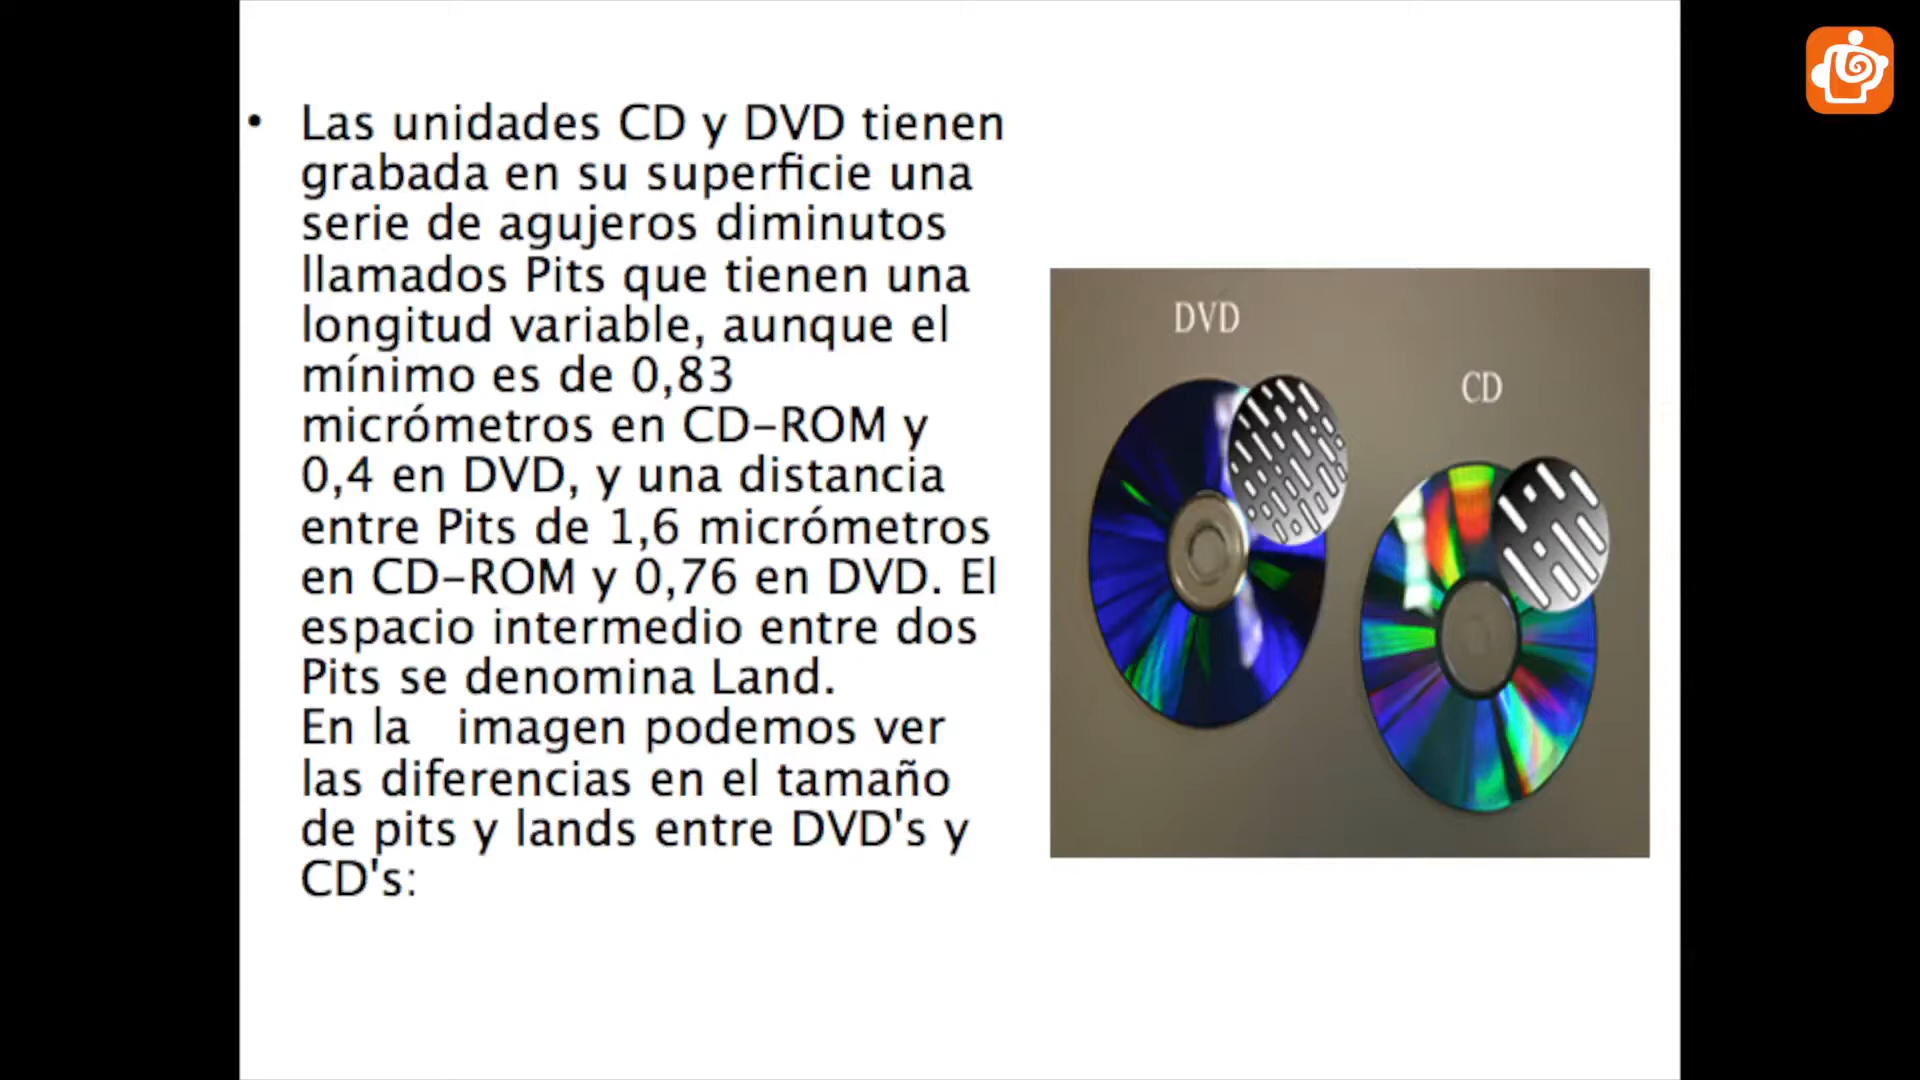 • Las unidades CD y DVD tienen
grabada en su superficie una
serie de agujeros diminutos
llamados Pits que tienen una
longitud variable, aunque el
mínimo es de 0,83
micrómetros en CD-ROM y
0,4 en DVD, y una distancia
entre Pits de 1,6 micrómetros
en CD-ROM y 0,76 en DVD. El
espacio intermedio entre dos
Pits se denomina Land.
En la imagen podemos ver
las diferencias en el tamaño
de pits y lands entre DVD's y
CD's:
DVD
CD